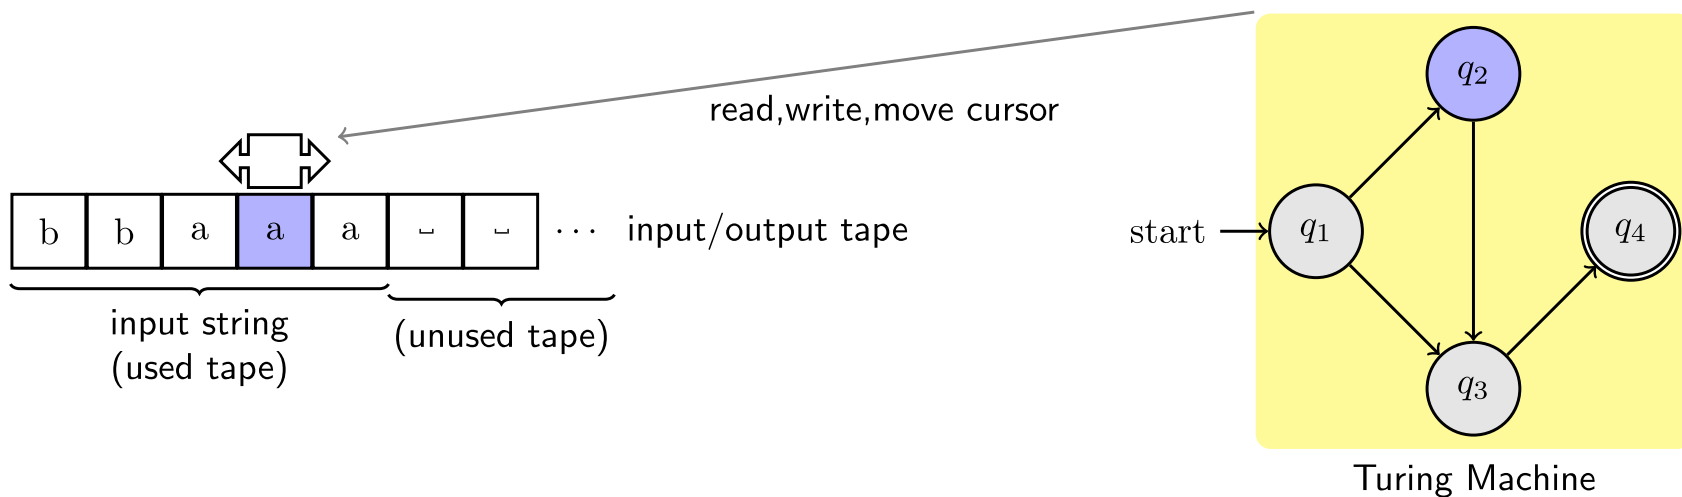 q2
read,write,move cursor
b b a a a ␣ ␣ ··· input/output tape
start q1 q4
input string
(used tape)
(unused tape)
q3
Turing Machine